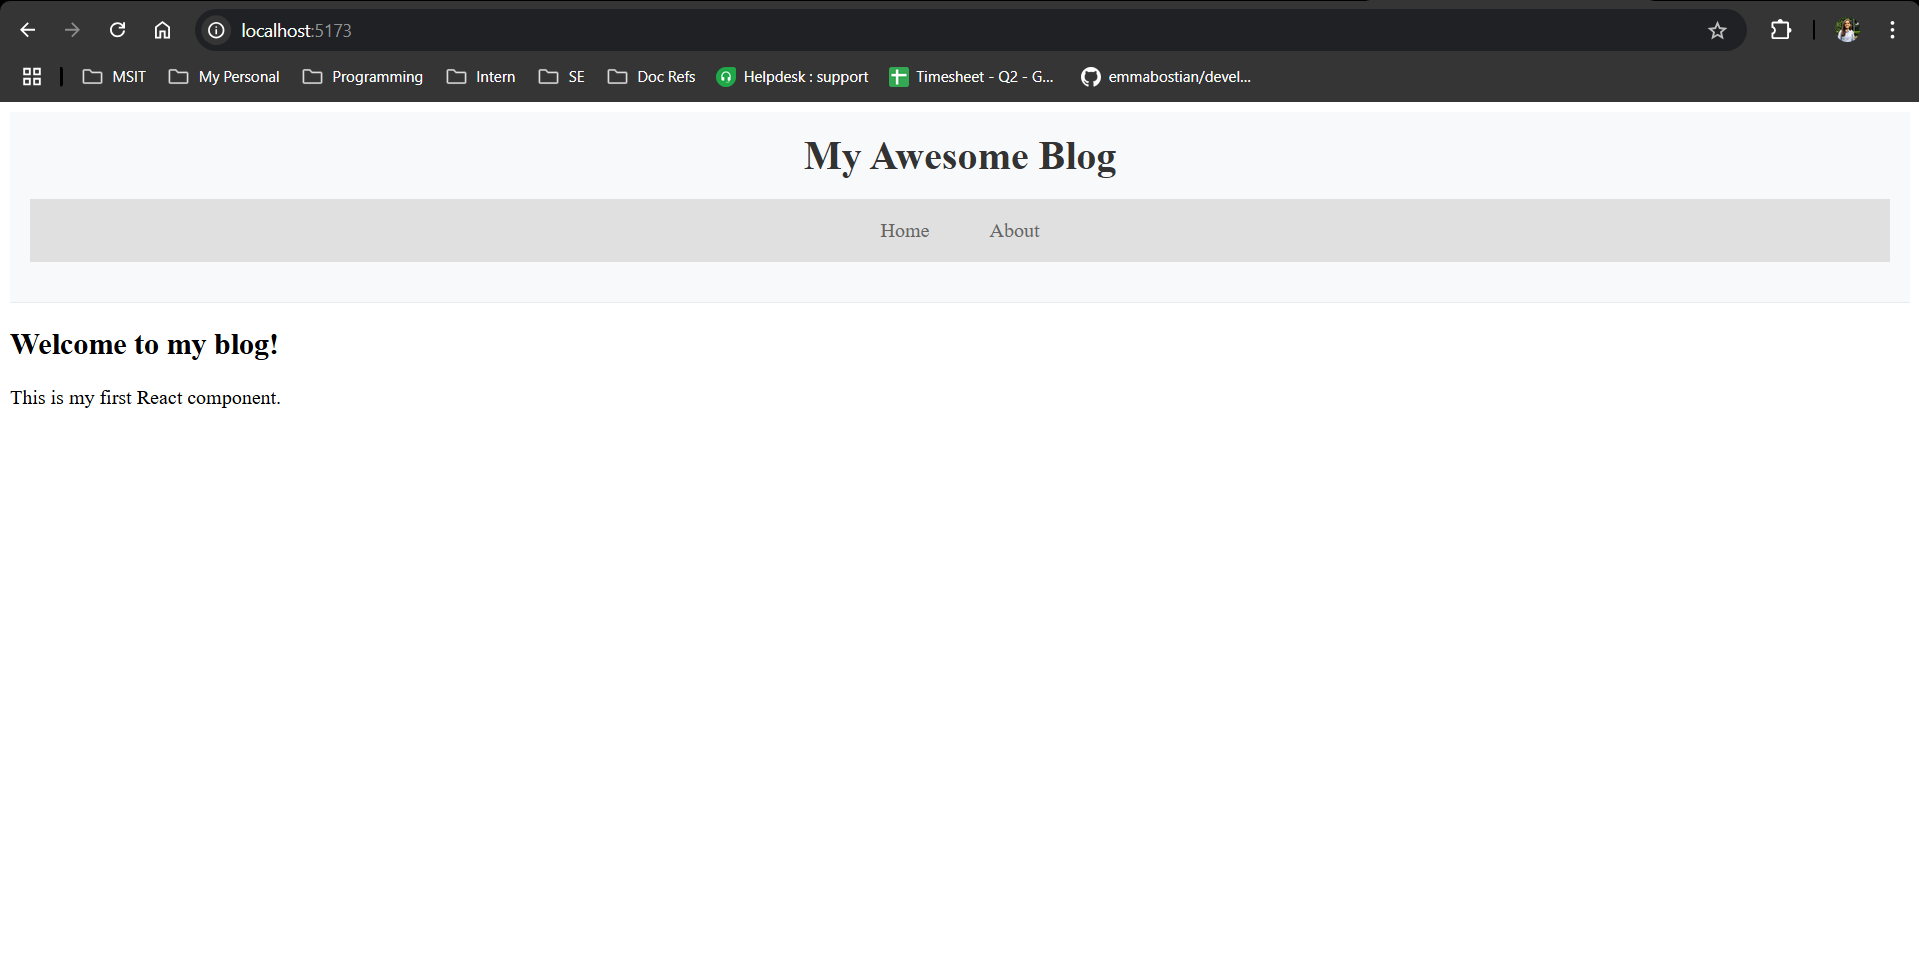 localhost:5173
MSIT My Personal Programming Intern SE Doc Refs Helpdesk : support Timesheet - Q2 - G... emmabostian/devel...
My Awesome Blog
Home About
Welcome to my blog!
This is my first React component.